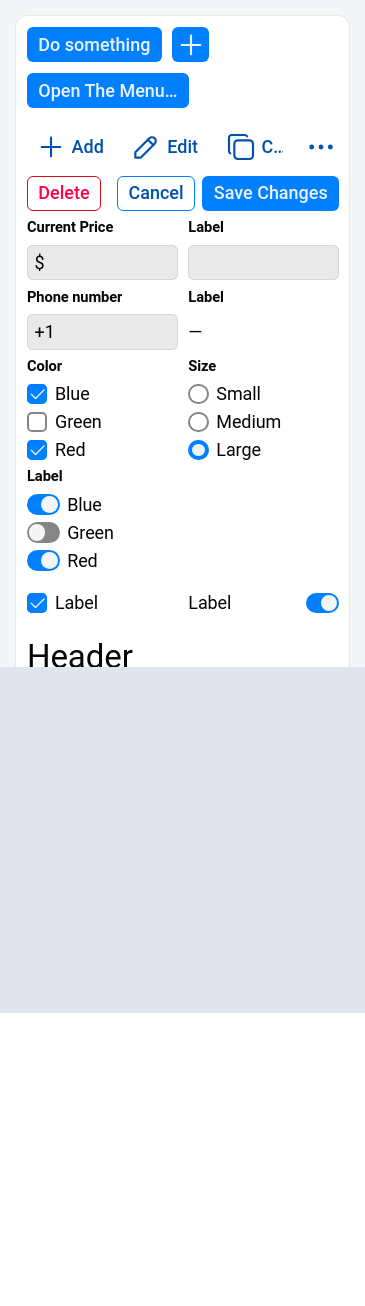 Do something
Open The Menu...
Add Edit C..
Delete Cancel Save Changes
Current Price Label
$
Phone number Label
+1 —
Color Size
Blue Small
Green Medium
Red Large
Label
Blue
Green
Red
Label Label
Header